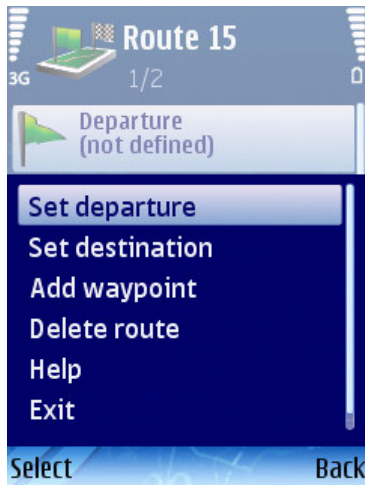 Route 15
3G
1/2
Departure
(not defined)
Set departure
Set destination
Add waypoint
Delete route
Help
Exit
Select Back